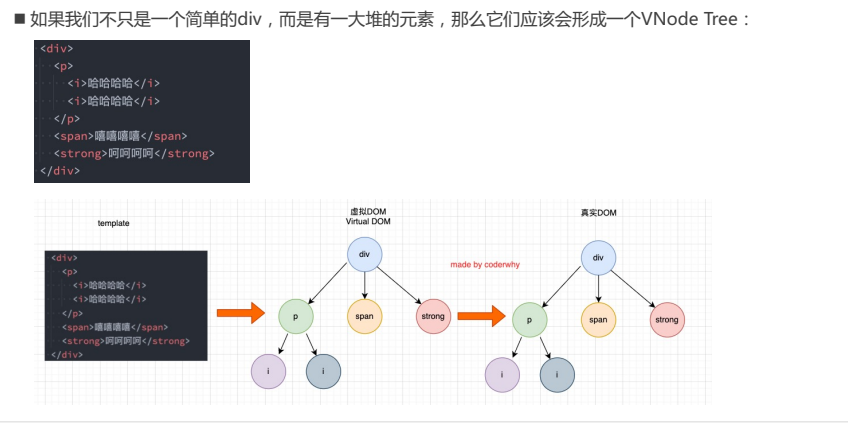 ■ 如果我们不只是一个简单的div，而是有一大堆的元素，那么它们应该会形成一个VNode Tree：
<div>
<p>
<i>哈哈哈哈</i>
<i>哈哈哈哈</i>
</p>
<span>嘻嘻嘻嘻</span>
<strong>呵呵呵呵</strong>
</div>
template
虚拟DOM
Virtual DOM
真实DOM
<div>
<p>
<i>哈哈哈哈</i>
<i>哈哈哈哈</i>
</p>
<span>嘻嘻嘻嘻</span>
<strong>呵呵呵呵</strong>
</div>
div
p
span
strong
i
i
made by coderwhy
div
p
span
strong
i
i